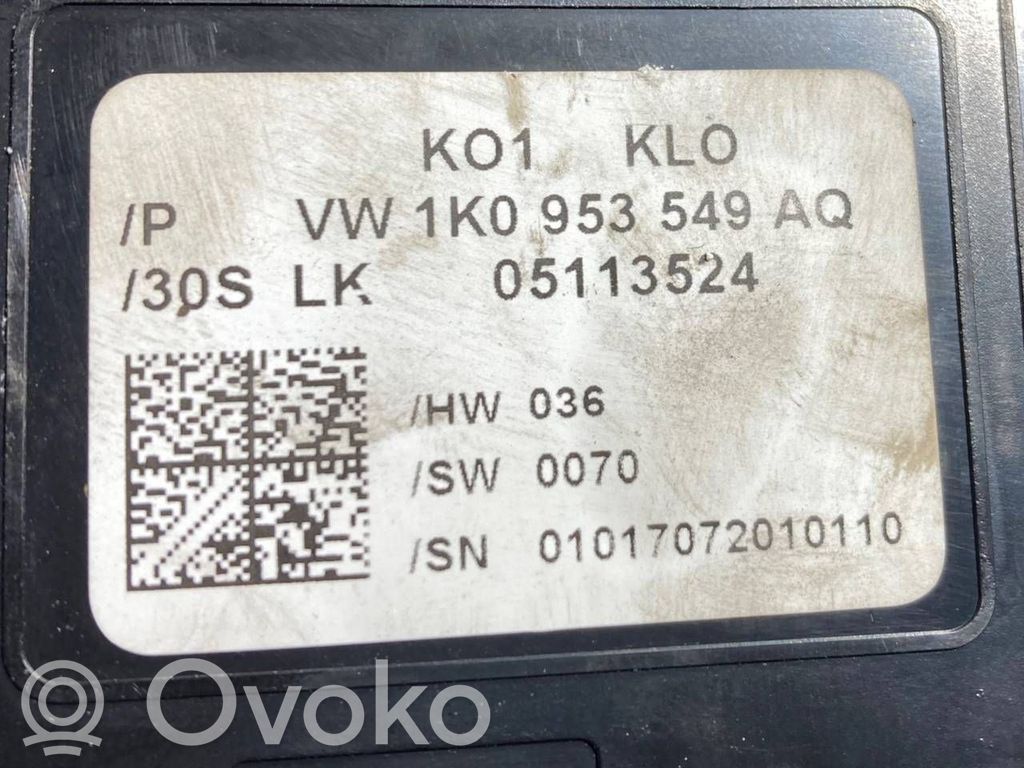 KO1 KLO
/P VW 1K0 953 549 AQ
/30S LK 05113524
/HW 036
/SW 0070
/SN 01017072010110
Ovoko